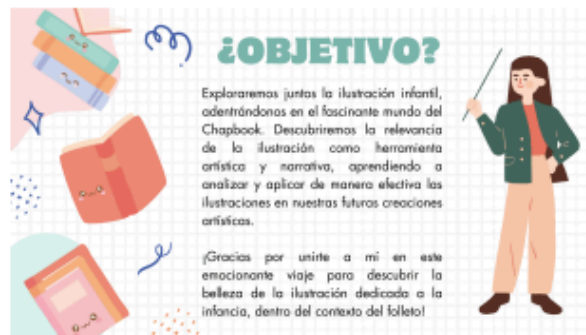 ¿OBJETIVO?
Exploraremos juntas la ilustración infantil,
adentrándonos en el fascinante mundo del
Chapbook. Descubriremos la relevancia
de la ilustración como herramienta
artística y narrativa, aprendiendo a
analizar y aplicar de manera efectiva las
ilustraciones en nuestras futuras creaciones
artísticas.
¡Gracias por unirte a mí en este
emocionante viaje para descubrir la
belleza de la ilustración dedicada a la
infancia, dentro del contexto del folleto!